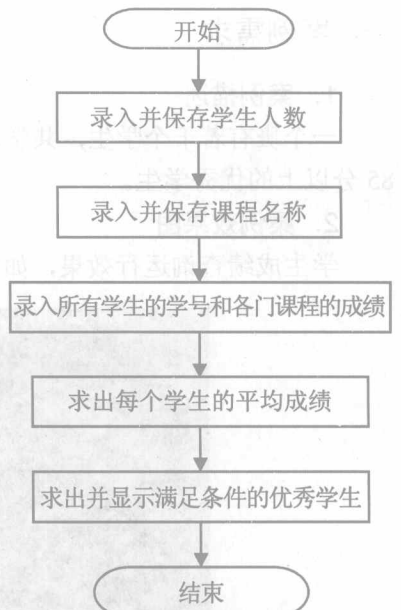 开始
录入并保存学生人数
录入并保存课程名称
录入所有学生的学号和各门课程的成绩
求出每个学生的平均成绩
求出并显示满足条件的优秀学生
结束